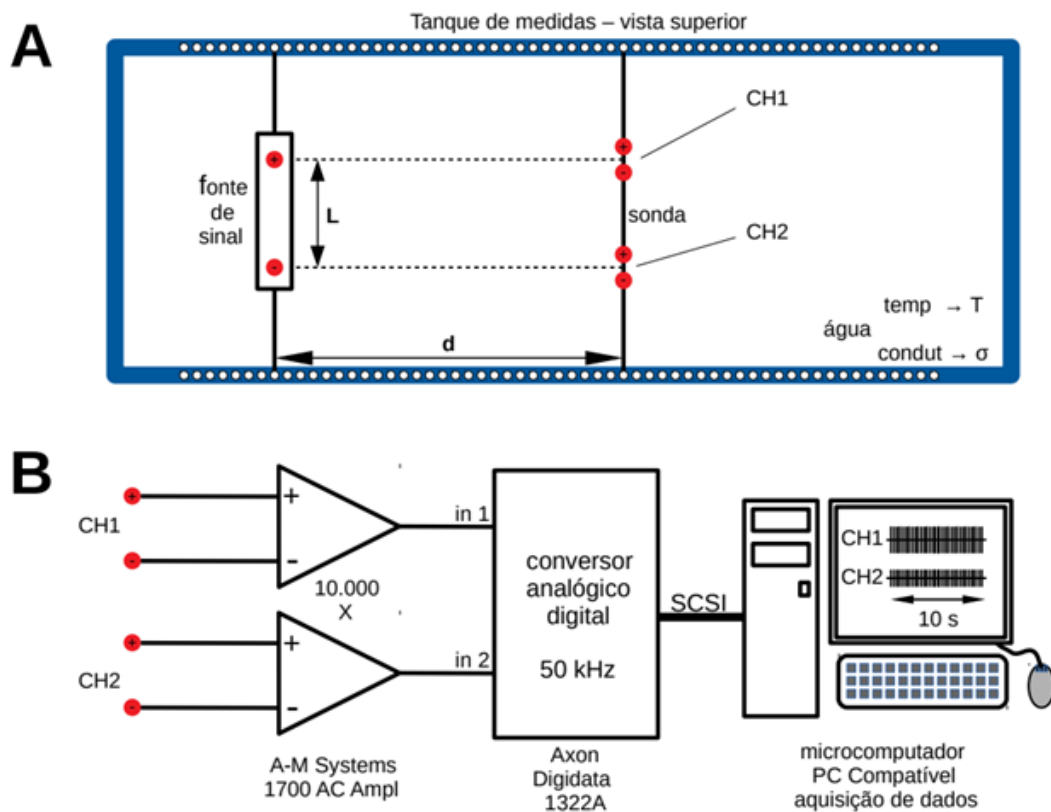 A
Tanque de medidas – vista superior
CH1
fonte
de
sinal
L
sonda
CH2
d
temp → T
água
condut → σ
+
-
+
-
+
-
B
CH1
+
-
+
-
in 1
10.000
X
CH2
+
-
+
-
in 2
conversor
analógico
digital
50 kHz
SCSI
CH1
CH2
10 s
A-M Systems
1700 AC Ampl
Axon
Digidata
1322A
microcomputador
PC Compatível
aquisição de dados